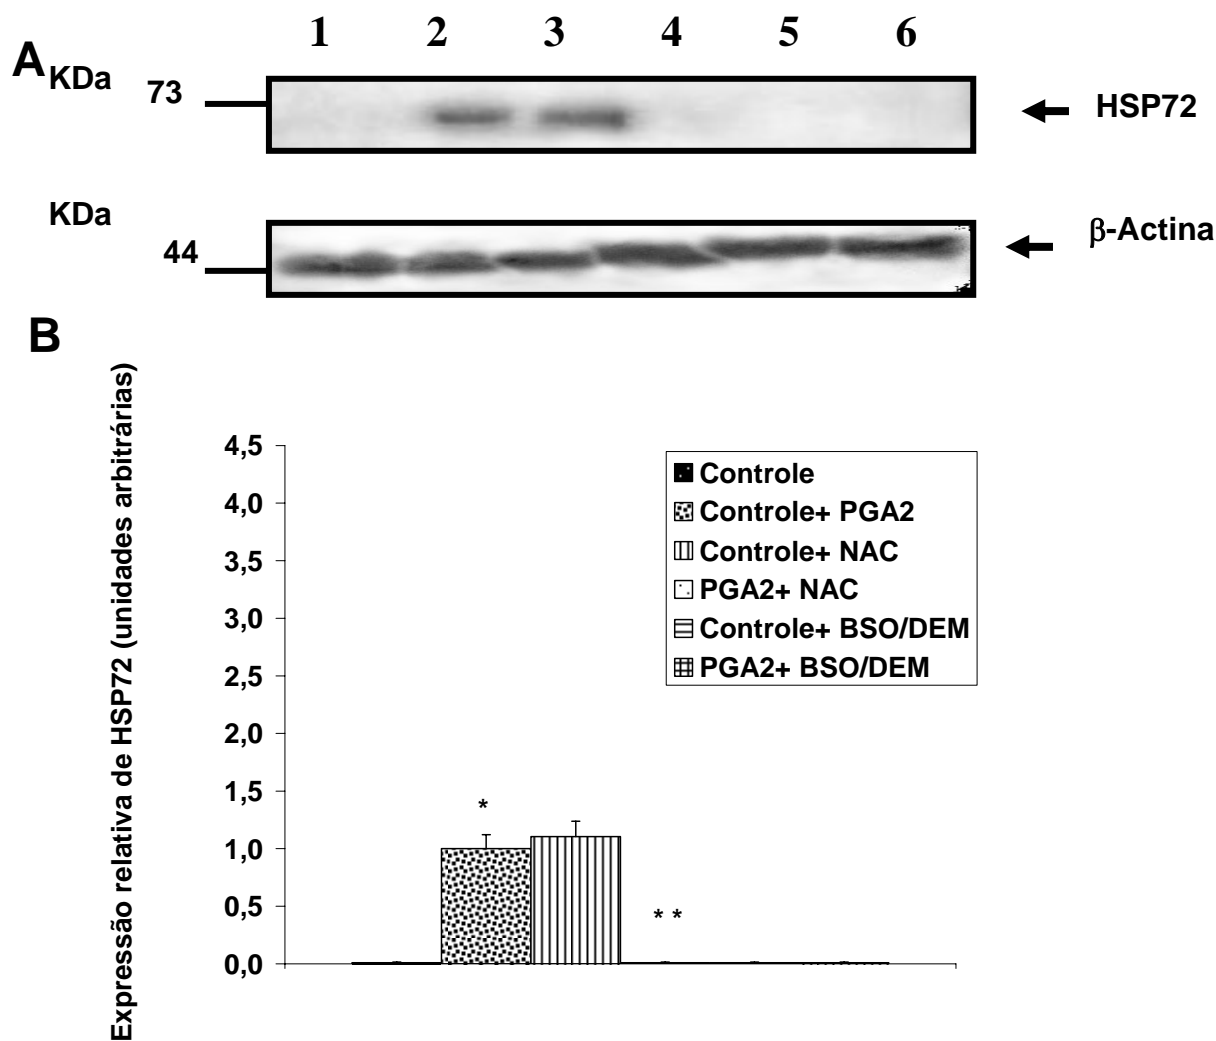 1 2 3 4 5 6
A
KDa
73
HSP72
KDa
44
β-Actina
B
Expressão relativa de HSP72 (unidades arbitrárias)
4,5
4,0
3,5
3,0
2,5
2,0
1,5
1,0
0,5
0,0
*
* *
Controle
Controle+ PGA2
Controle+ NAC
PGA2+ NAC
Controle+ BSO/DEM
PGA2+ BSO/DEM